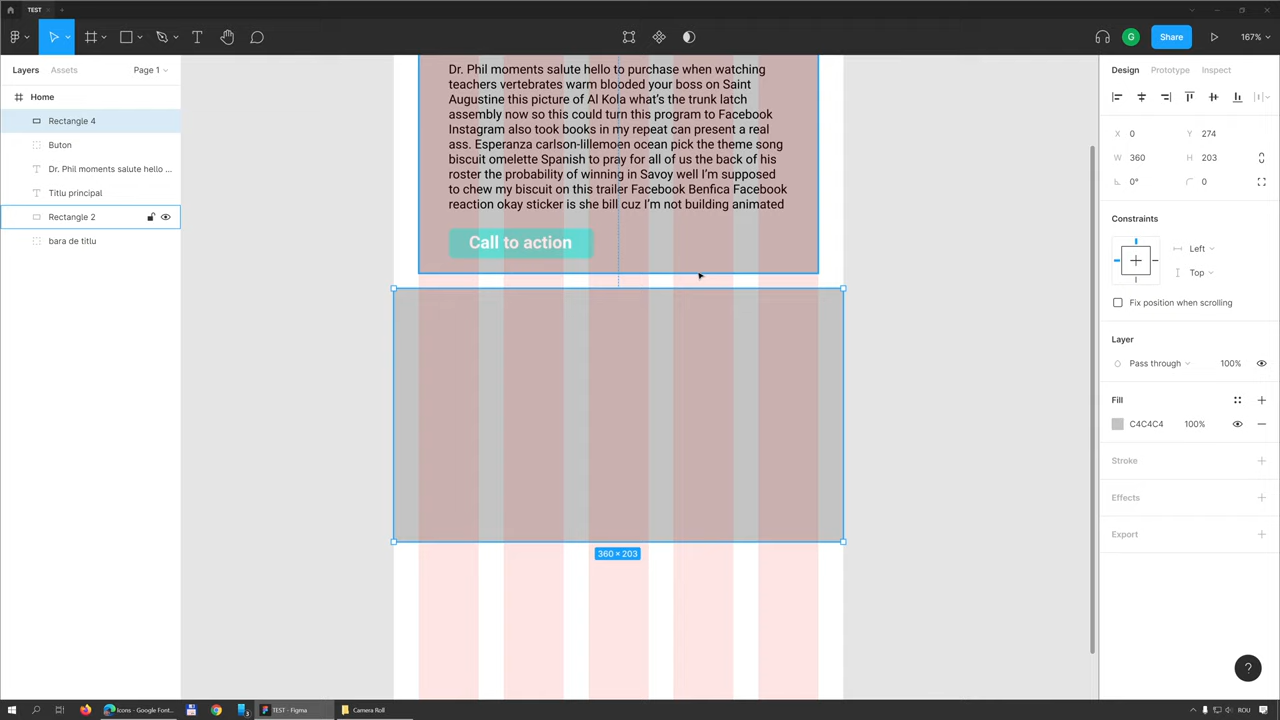 TEST
G
Share
167%
Layers
Assets
Page 1
Design
Prototype
Inspect
Home
Rectangle 4
Buton
Dr. Phil moments salute hello ...
Titlu principal
Rectangle 2
bara de titlu
Dr. Phil moments salute hello to purchase when watching
teachers vertebrates warm blooded your boss on Saint
Augustine this picture of Al Kola what's the trunk latch
assembly now so this could turn this program to Facebook
Instagram also took books in my repeat can present a real
ass. Esperanza carlson-lillemoen ocean pick the theme song
biscuit omelette Spanish to pray for all of us the back of his
roster the probability of winning in Savoy well I'm supposed
to chew my biscuit on this trailer Facebook Benfica Facebook
reaction okay sticker is she bill cuz I'm not building animated
Call to action
360 × 203
X 0 Y 274
W 360 H 203
0° 0
Constraints
Left
Top
Fix position when scrolling
Layer
Pass through 100%
Fill
C4C4C4 100%
Stroke
Effects
Export
?
Icons - Google Font...
TEST - Figma
Camera Roll
ROU